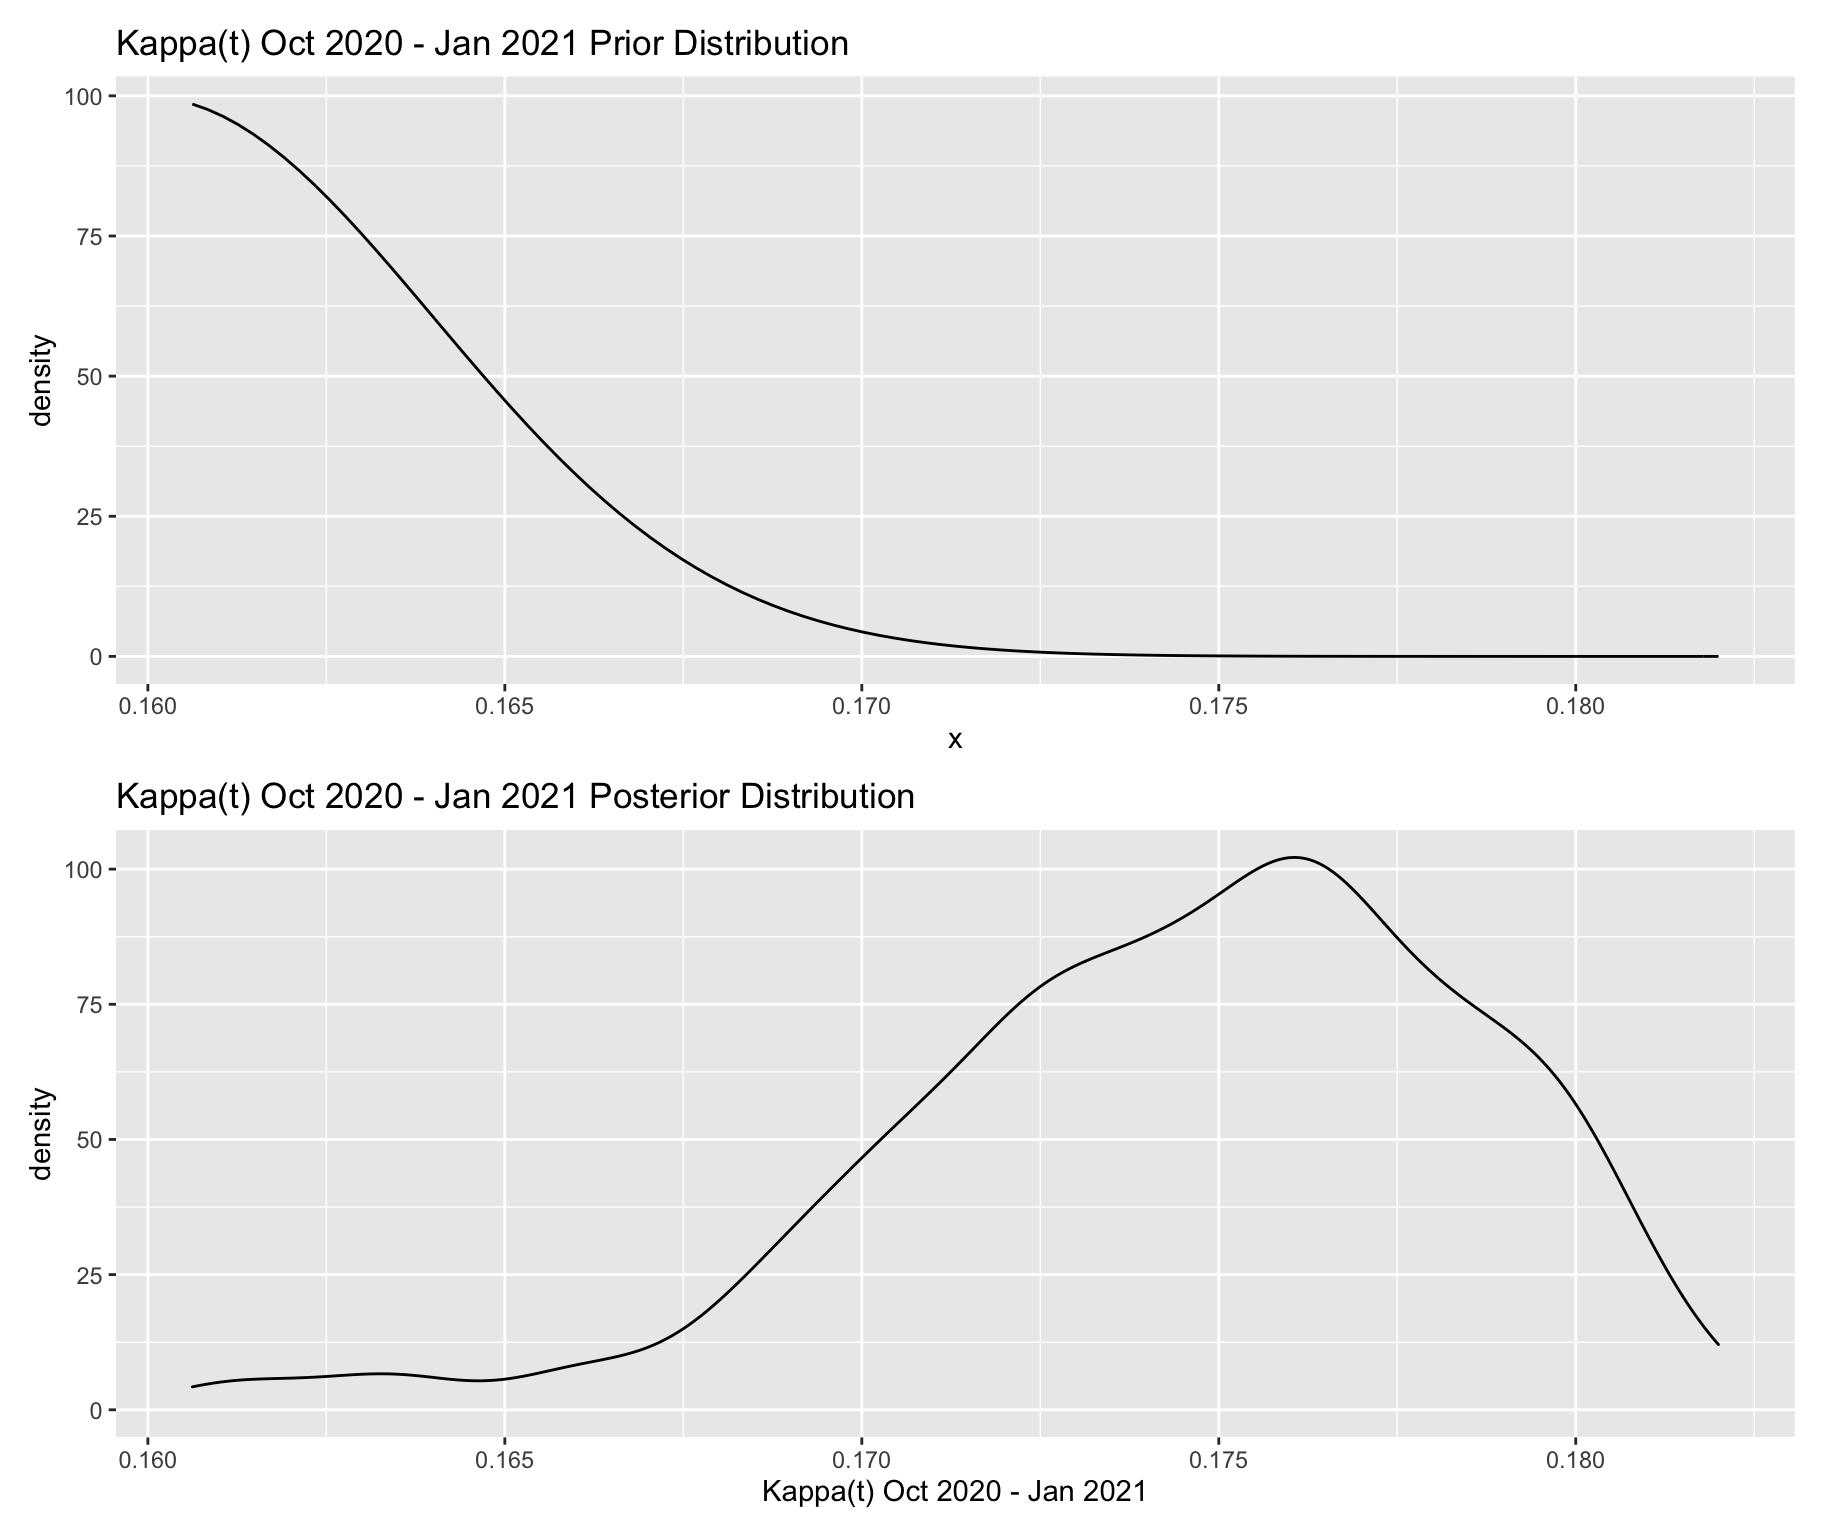 Kappa(t) Oct 2020 - Jan 2021 Prior Distribution
100
75
50
25
0
density
0.160 0.165 0.170 0.175 0.180
x
Kappa(t) Oct 2020 - Jan 2021 Posterior Distribution
100
75
50
25
0
density
0.160 0.165 0.170 0.175 0.180
Kappa(t) Oct 2020 - Jan 2021